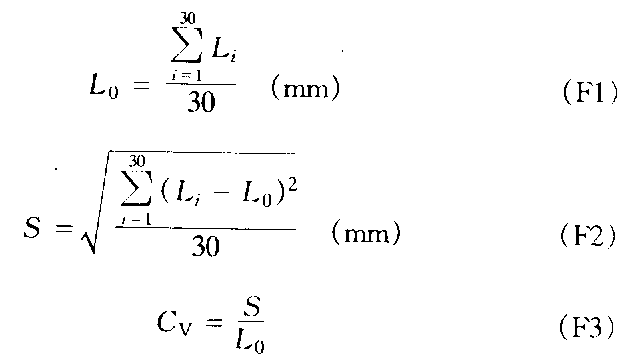 $L_0 = \frac{\sum_{i=1}^{30} L_i}{30}$ (mm) (F1)
$S = \sqrt{\frac{\sum_{i=1}^{30} (L_i - L_0)^2}{30}}$ (mm) (F2)
$C_V = \frac{S}{L_0}$ (F3)